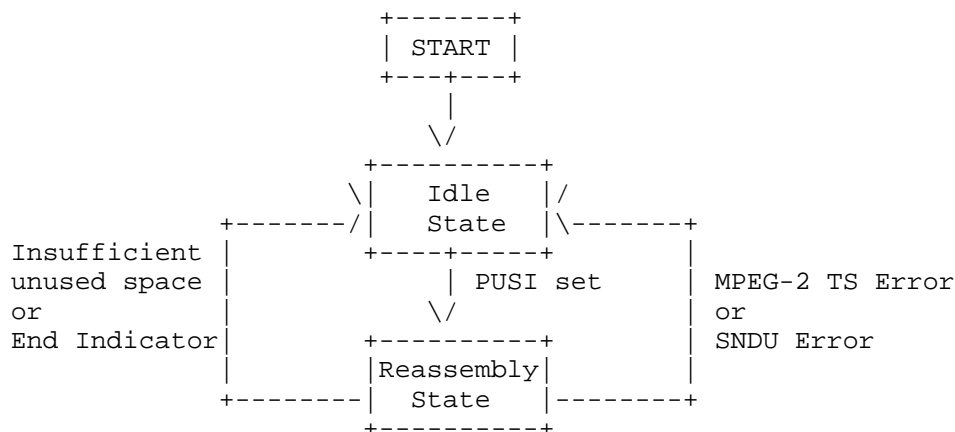 START
Idle
State
Insufficient
unused space
PUSI set
MPEG-2 TS Error
or
or
End Indicator
SNDU Error
Reassembly
State